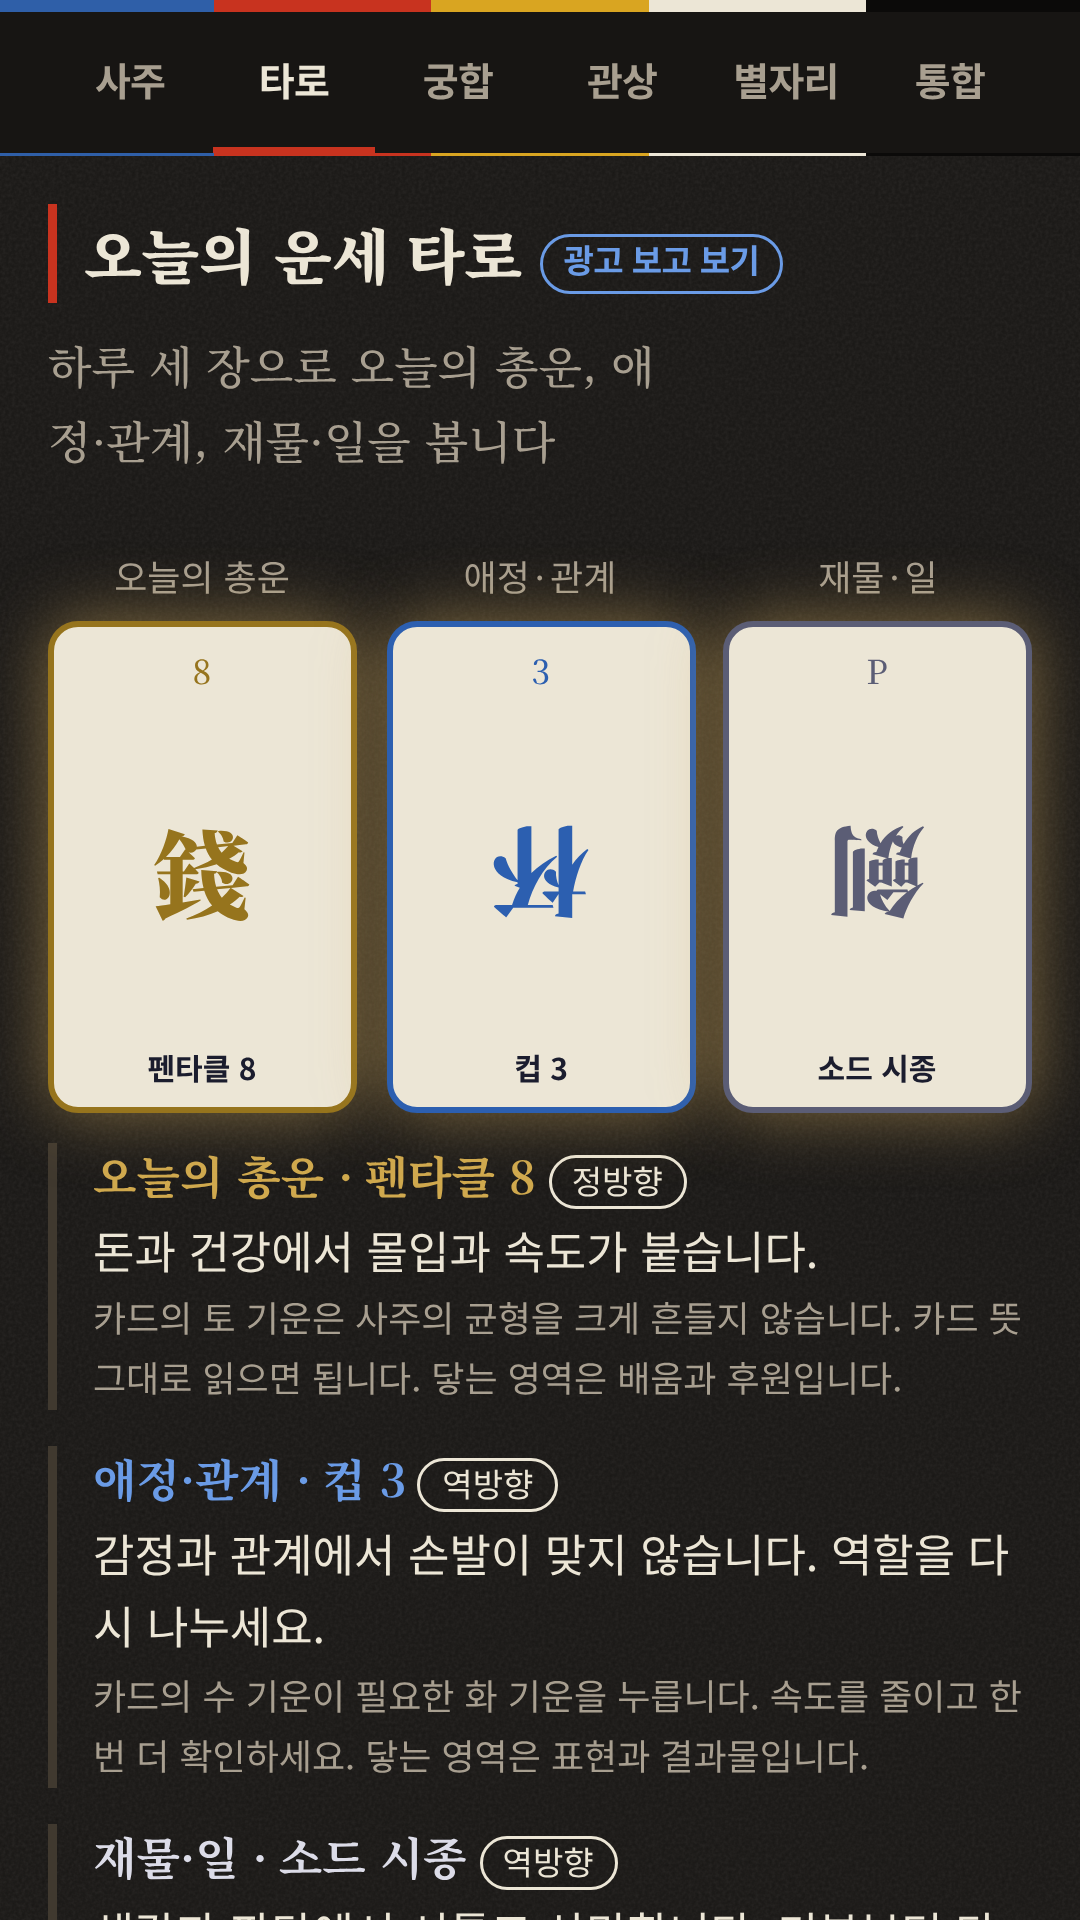 사주 타로 궁합 관상 별자리 통합
오늘의 운세 타로 광고 보고 보기
하루 세 장으로 오늘의 총운, 애
정·관계, 재물·일을 봅니다
오늘의 총운 애정·관계 재물·일
8 3 P
錢 杯 劍
펜타클 8 컵 3 소드 시종
오늘의 총운 · 펜타클 8 정방향
돈과 건강에서 몰입과 속도가 붙습니다.
카드의 토 기운은 사주의 균형을 크게 흔들지 않습니다. 카드 뜻
그대로 읽으면 됩니다. 닿는 영역은 배움과 후원입니다.
애정·관계 · 컵 3 역방향
감정과 관계에서 손발이 맞지 않습니다. 역할을 다
시 나누세요.
카드의 수 기운이 필요한 화 기운을 누릅니다. 속도를 줄이고 한
번 더 확인하세요. 닿는 영역은 표현과 결과물입니다.
재물·일 · 소드 시종 역방향